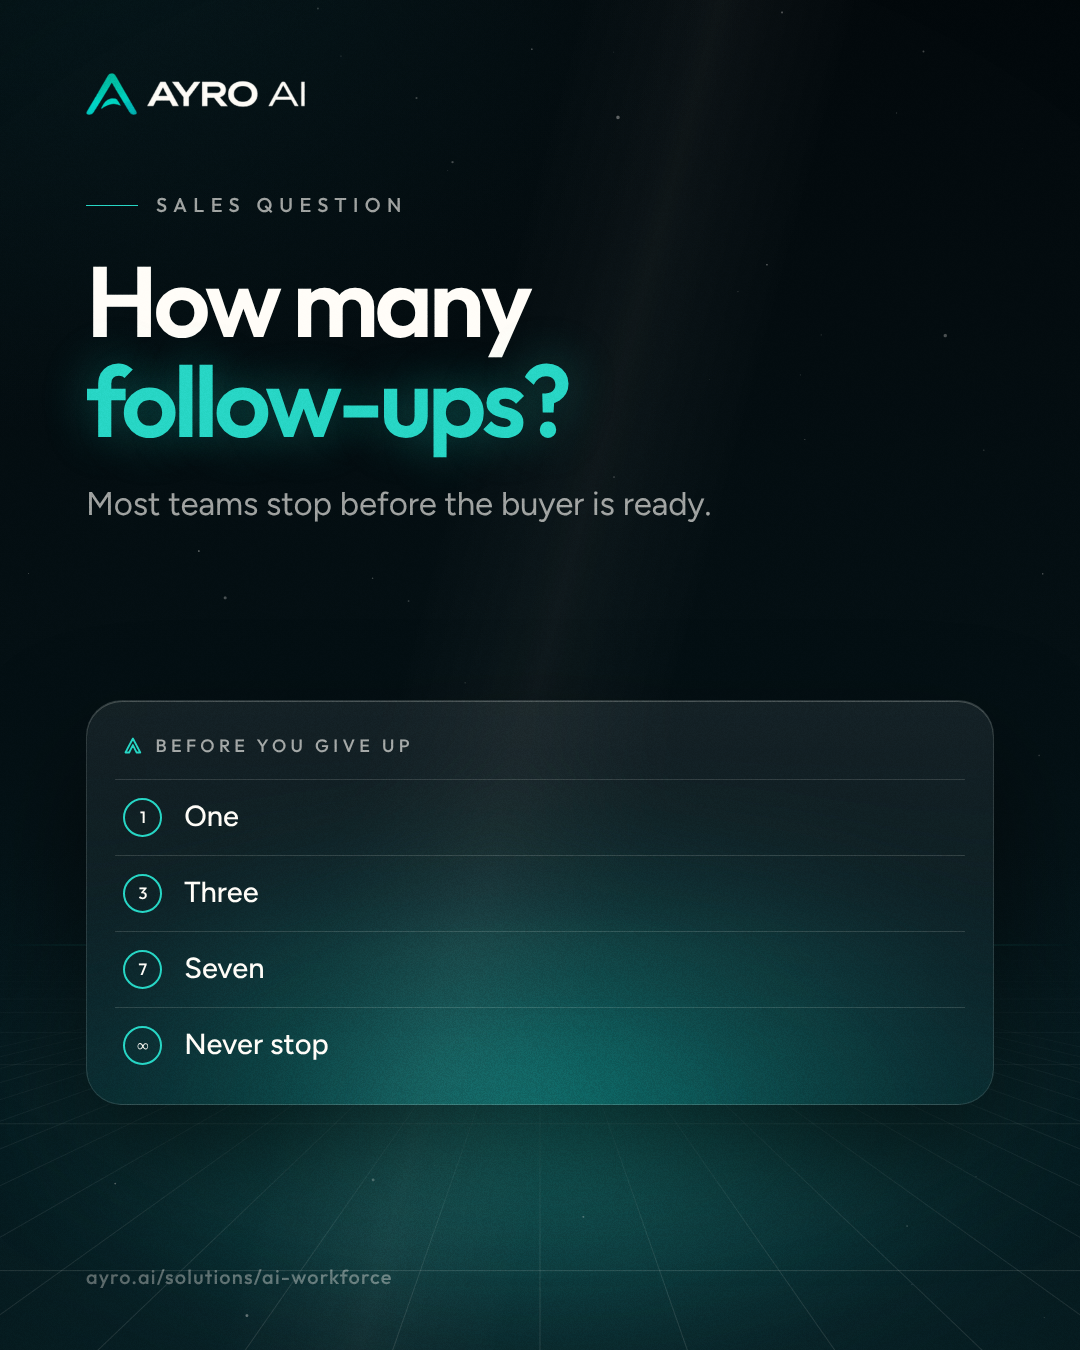 AYRO AI
SALES QUESTION
How many
follow-ups?
Most teams stop before the buyer is ready.
BEFORE YOU GIVE UP
1 One
3 Three
7 Seven
∞ Never stop
ayro.ai/solutions/ai-workforce